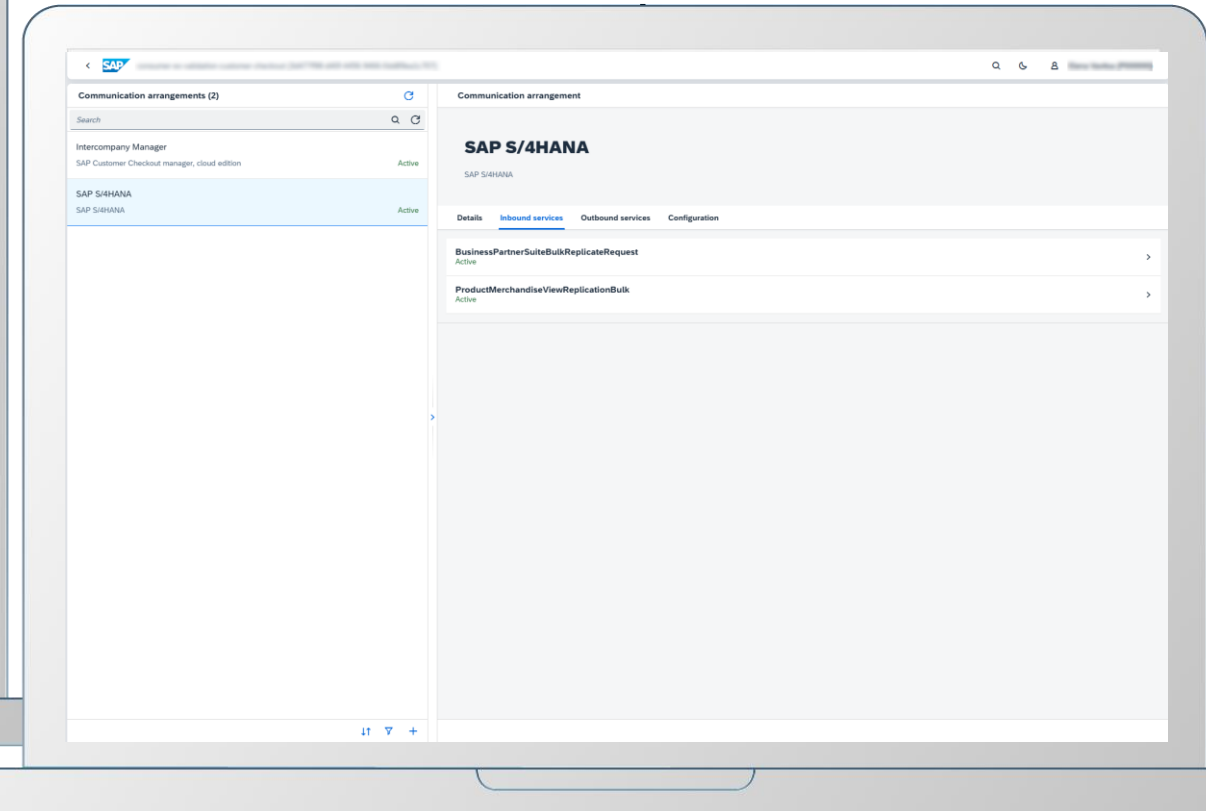 SAP
Communication arrangements (2)
Search
Intercompany Manager
SAP Customer Checkout manager, cloud edition
Active
SAP S/4HANA
SAP S/4HANA
Active
Communication arrangement
SAP S/4HANA
SAP S/4HANA
Details Inbound services Outbound services Configuration
BusinessPartnerSuiteBulkReplicateRequest
Active
ProductMerchandiseViewReplicationBulk
Active